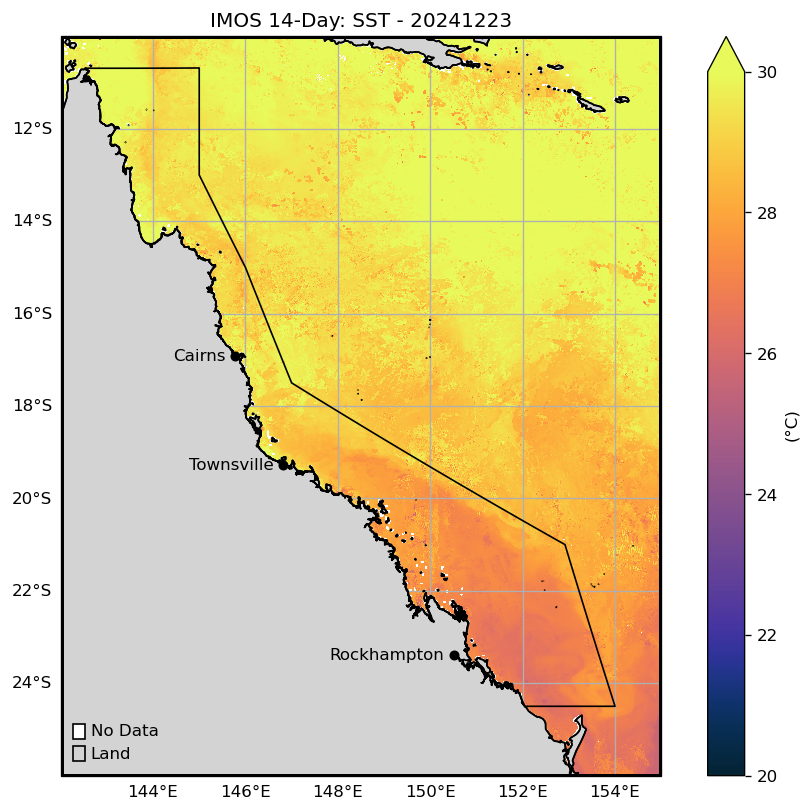 IMOS 14-Day: SST - 20241223
12°S
14°S
16°S
18°S
20°S
22°S
24°S
Cairns
Townsville
Rockhampton
No Data
Land
144°E 146°E 148°E 150°E 152°E 154°E
30
28
26
24
22
20
(°C)